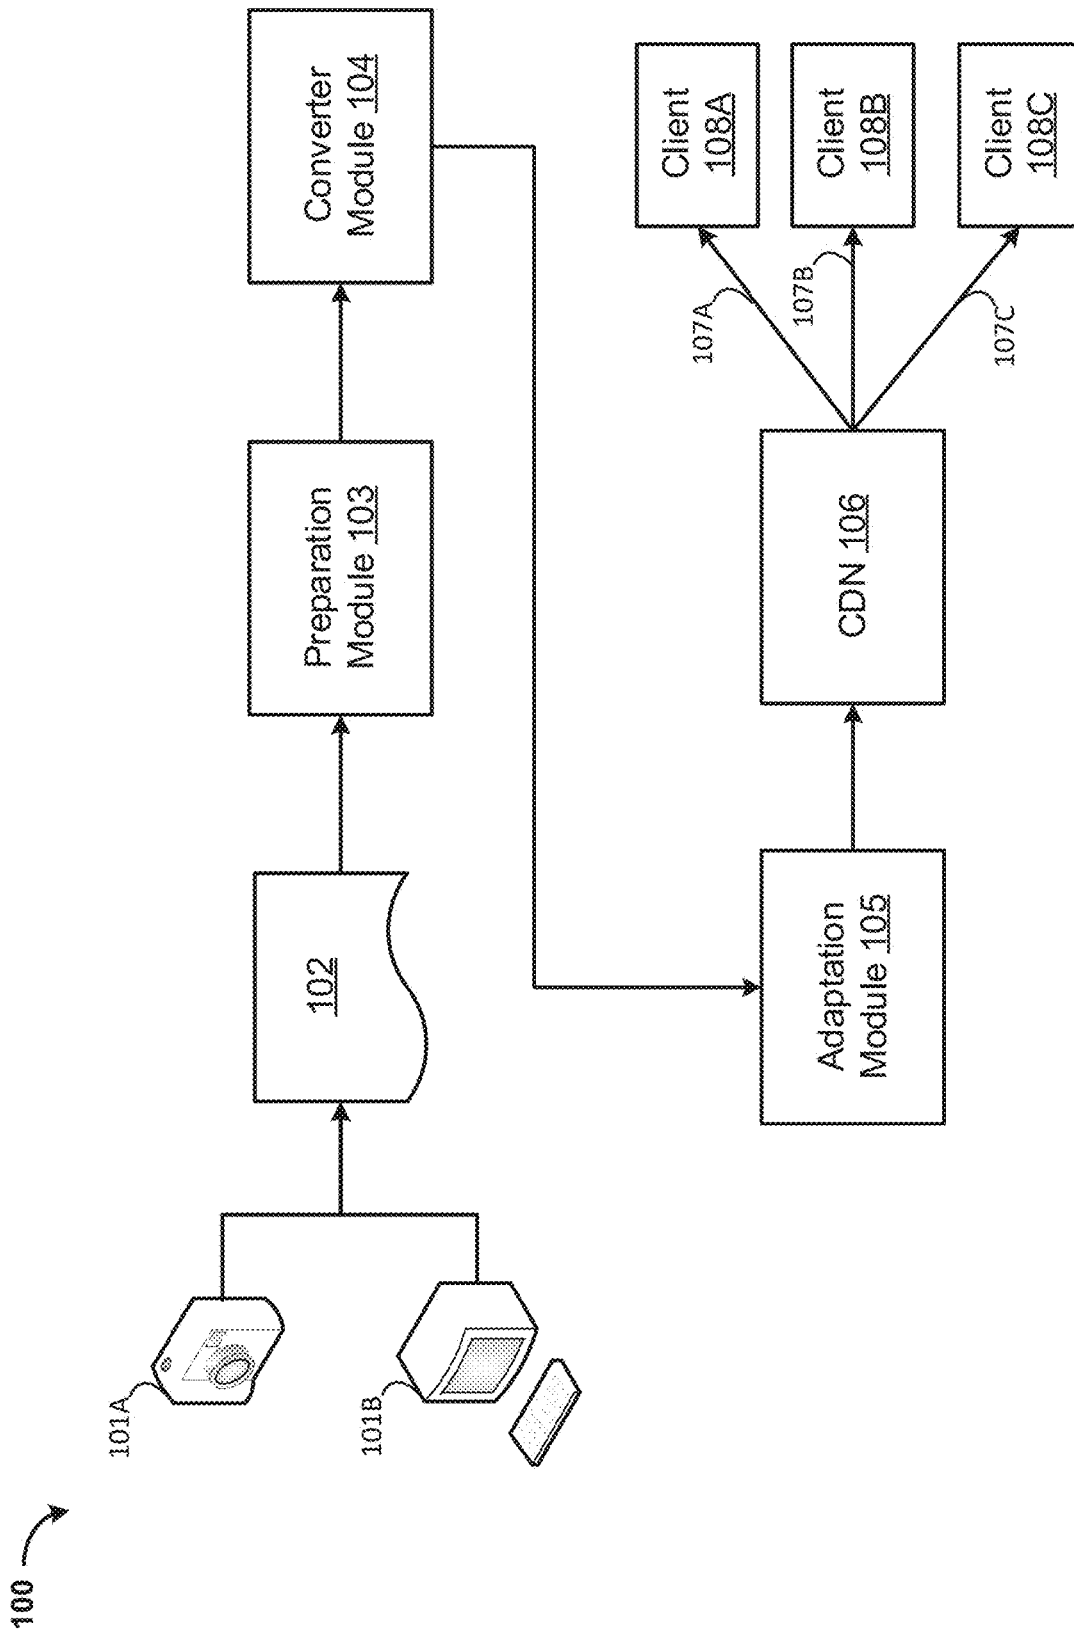 100
101A
101B
102
Preparation
Module 103
Converter
Module 104
Adaptation
Module 105
CDN 106
107A
107B
107C
Client
108A
Client
108B
Client
108C